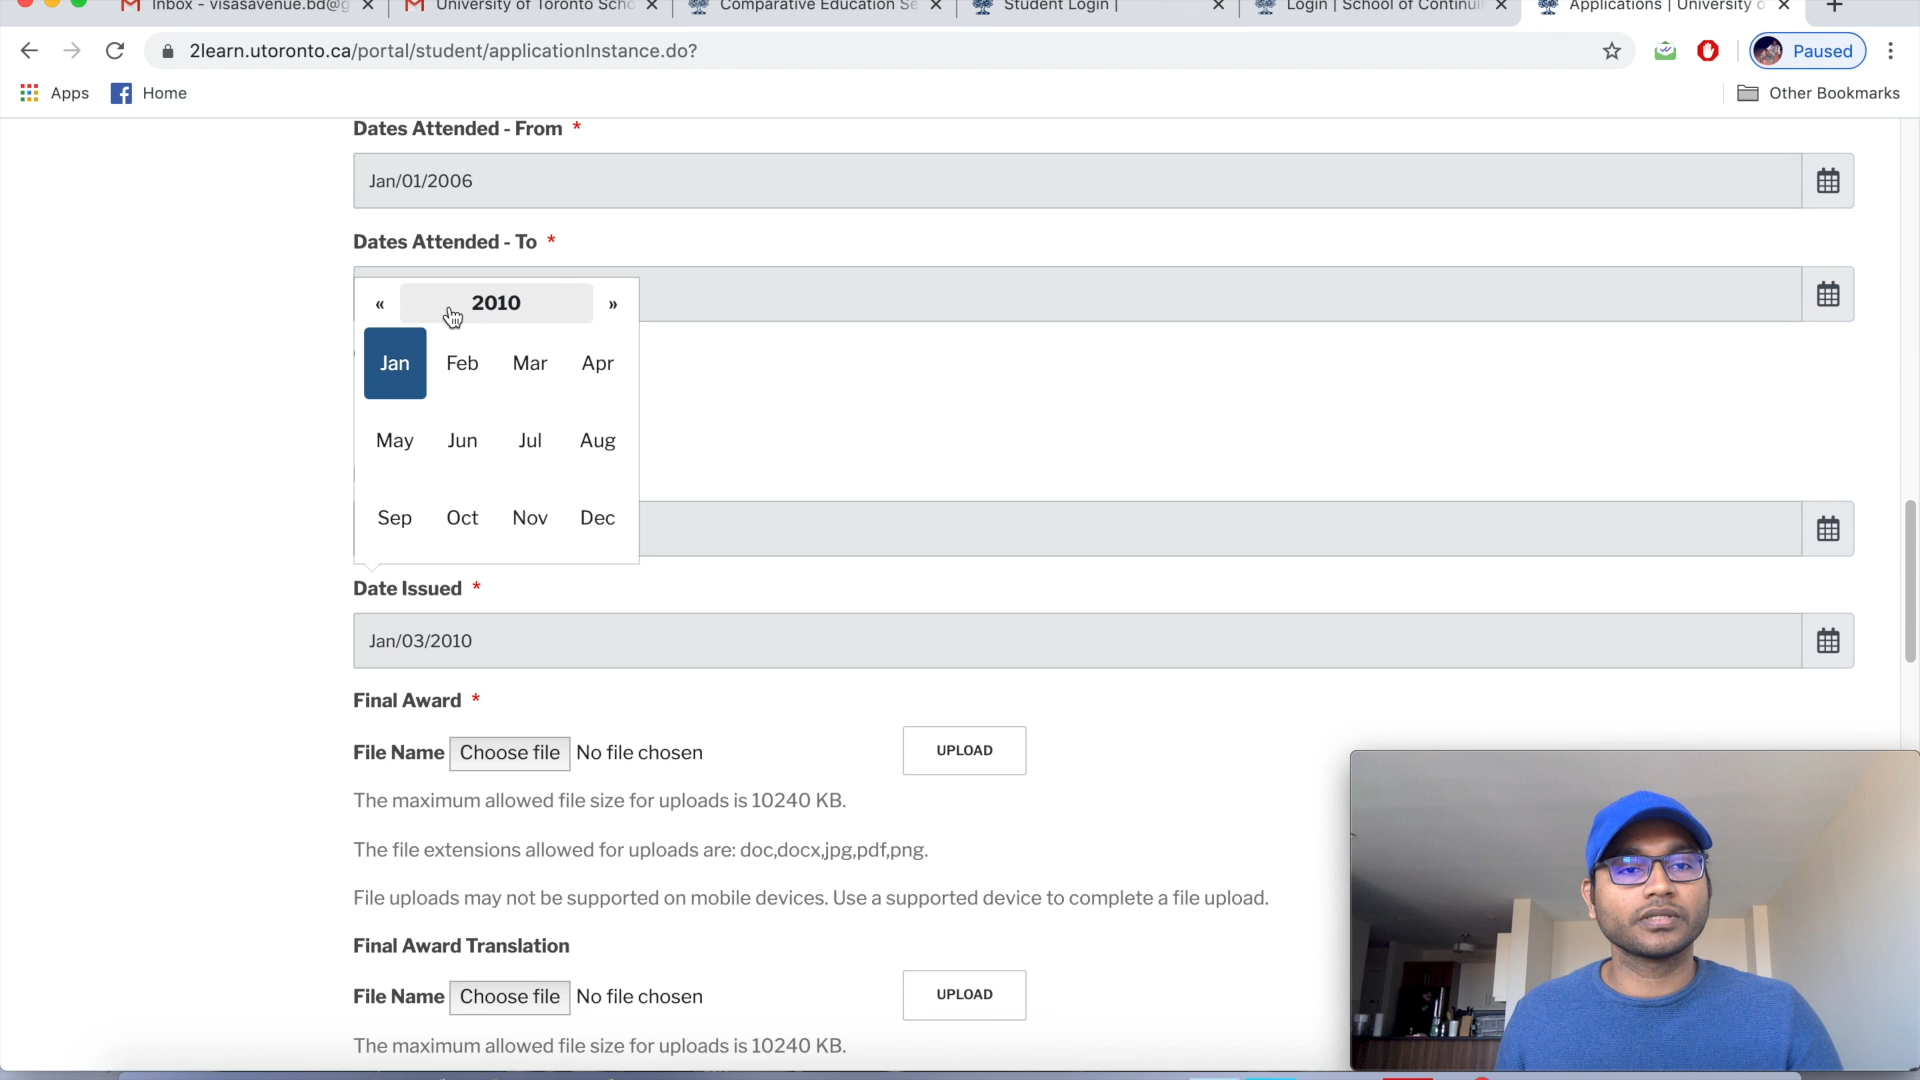 Inbox - visasavenue.bd@g
University of Toronto Scho
Comparative Education Se
Student Login |
Login | School of Continui
Applications | University o
2learn.utoronto.ca/portal/student/applicationInstance.do?
Paused
Apps
Home
Other Bookmarks
Dates Attended - From *
Jan/01/2006
Dates Attended - To *
« 2010 »
Jan Feb Mar Apr
May Jun Jul Aug
Sep Oct Nov Dec
Date Issued *
Jan/03/2010
Final Award *
File Name Choose file No file chosen UPLOAD
The maximum allowed file size for uploads is 10240 KB.
The file extensions allowed for uploads are: doc,docx,jpg,pdf,png.
File uploads may not be supported on mobile devices. Use a supported device to complete a file upload.
Final Award Translation
File Name Choose file No file chosen UPLOAD
The maximum allowed file size for uploads is 10240 KB.